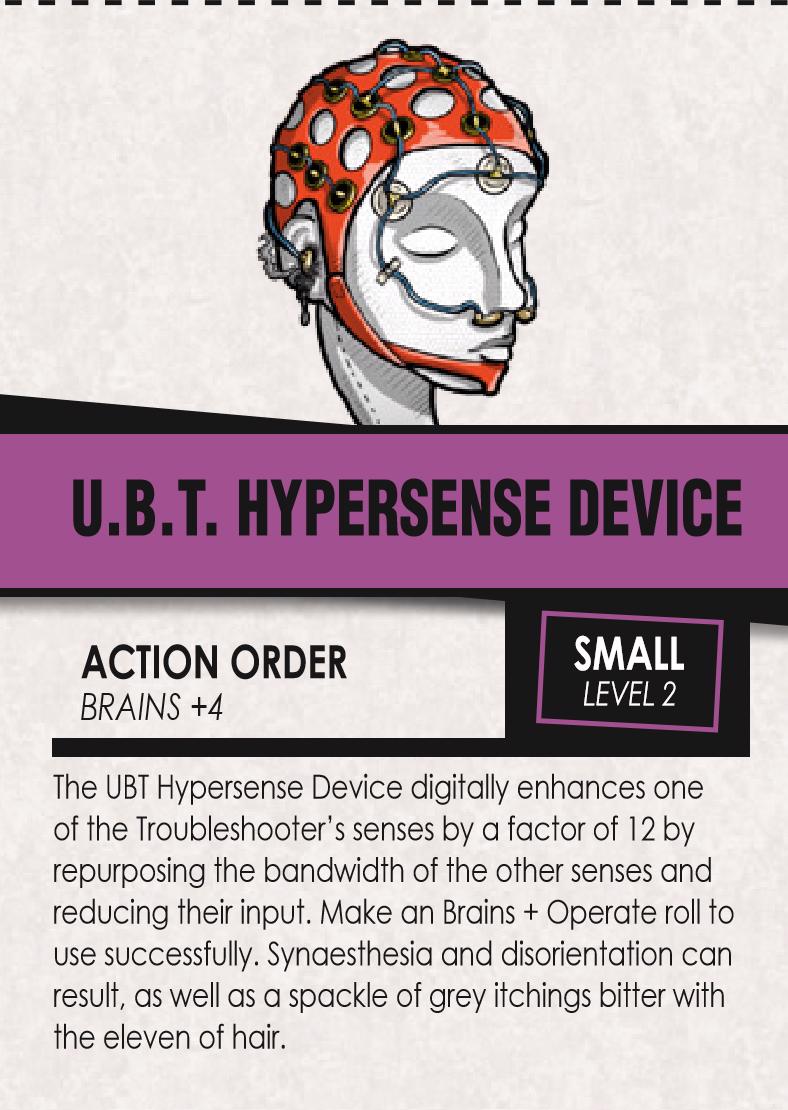 U.B.T. HYPERSENSE DEVICE
ACTION ORDER
BRAINS +4
SMALL
LEVEL 2
The UBT Hypersense Device digitally enhances one
of the Troubleshooter’s senses by a factor of 12 by
repurposing the bandwidth of the other senses and
reducing their input. Make an Brains + Operate roll to
use successfully. Synaesthesia and disorientation can
result, as well as a spackle of grey itchings bitter with
the eleven of hair.